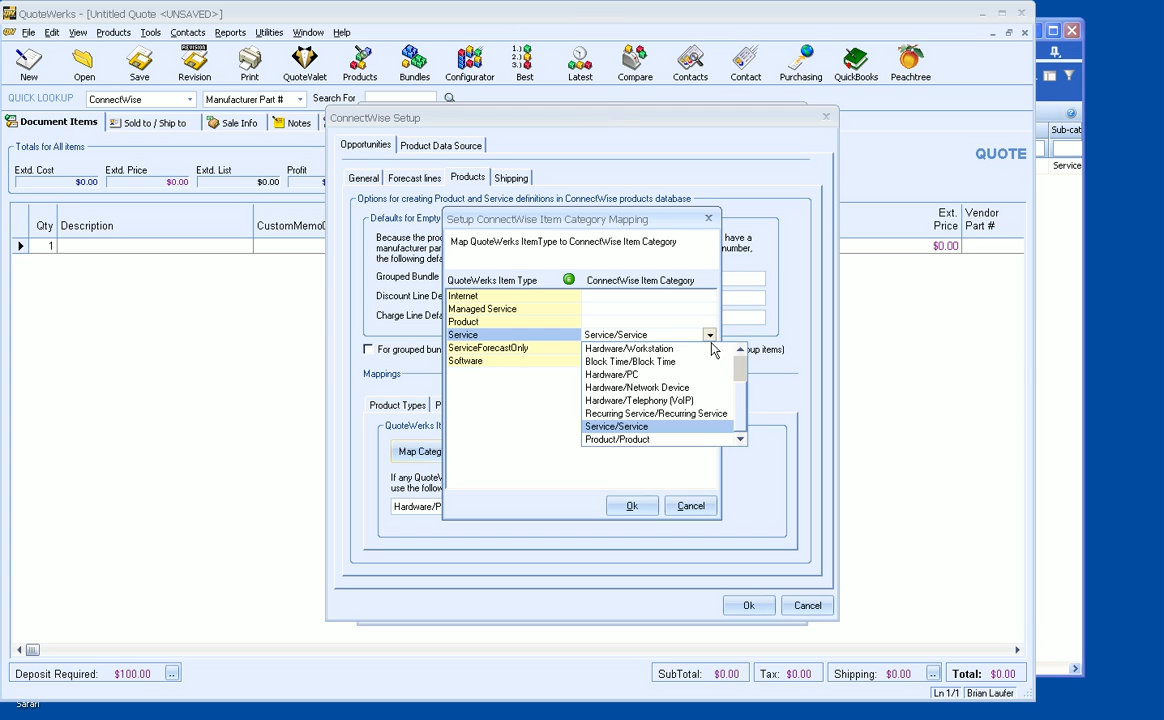 QuoteWerks - [Untitled Quote <UNSAVED>]
File Edit View Products Tools Contacts Reports Utilities Window Help
REVISION
1.)
2.)
3.)
New Open Save Revision Print QuoteValet Products Bundles Configurator Best Latest Compare Contacts Contact Purchasing QuickBooks Peachtree
QUICK LOOKUP ConnectWise Manufacturer Part # Search For
Document Items Sold to / Ship to Sale Info Notes
ConnectWise Setup
Sub-cat
Totals for All items
Opportunities Product Data Source
QUOTE
Service
Extd. Cost Extd. Price Extd. List Profit
$0.00 $0.00 $0.00 $
General Forecast lines Products Shipping
Options for creating Product and Service definitions in ConnectWise products database
Qty Description CustomMemo
Ext. Price Vendor Part #
1 $0.00
Defaults for Empty
Because the pro
have a
manufacturer par
number,
the following def
Grouped Bundle
Discount Line De
Charge Line Defa
For grouped bun
oup items)
Mappings
Product Types P
QuoteWerks It
Map Categ
If any QuoteV
use the follow
Hardware/P
Setup ConnectWise Item Category Mapping
Map QuoteWerks ItemType to ConnectWise Item Category
QuoteWerks Item Type ConnectWise Item Category
Internet
Managed Service
Product
Service Service/Service
ServiceForecastOnly
Software
Hardware/Workstation
Block Time/Block Time
Hardware/PC
Hardware/Network Device
Hardware/Telephony (VoIP)
Recurring Service/Recurring Service
Service/Service
Product/Product
Ok Cancel
Ok Cancel
Deposit Required: $100.00 .. SubTotal: $0.00 Tax: $0.00 Shipping: $0.00 .. Total: $0.00
Ln 1/1 Brian Laufer
Safari